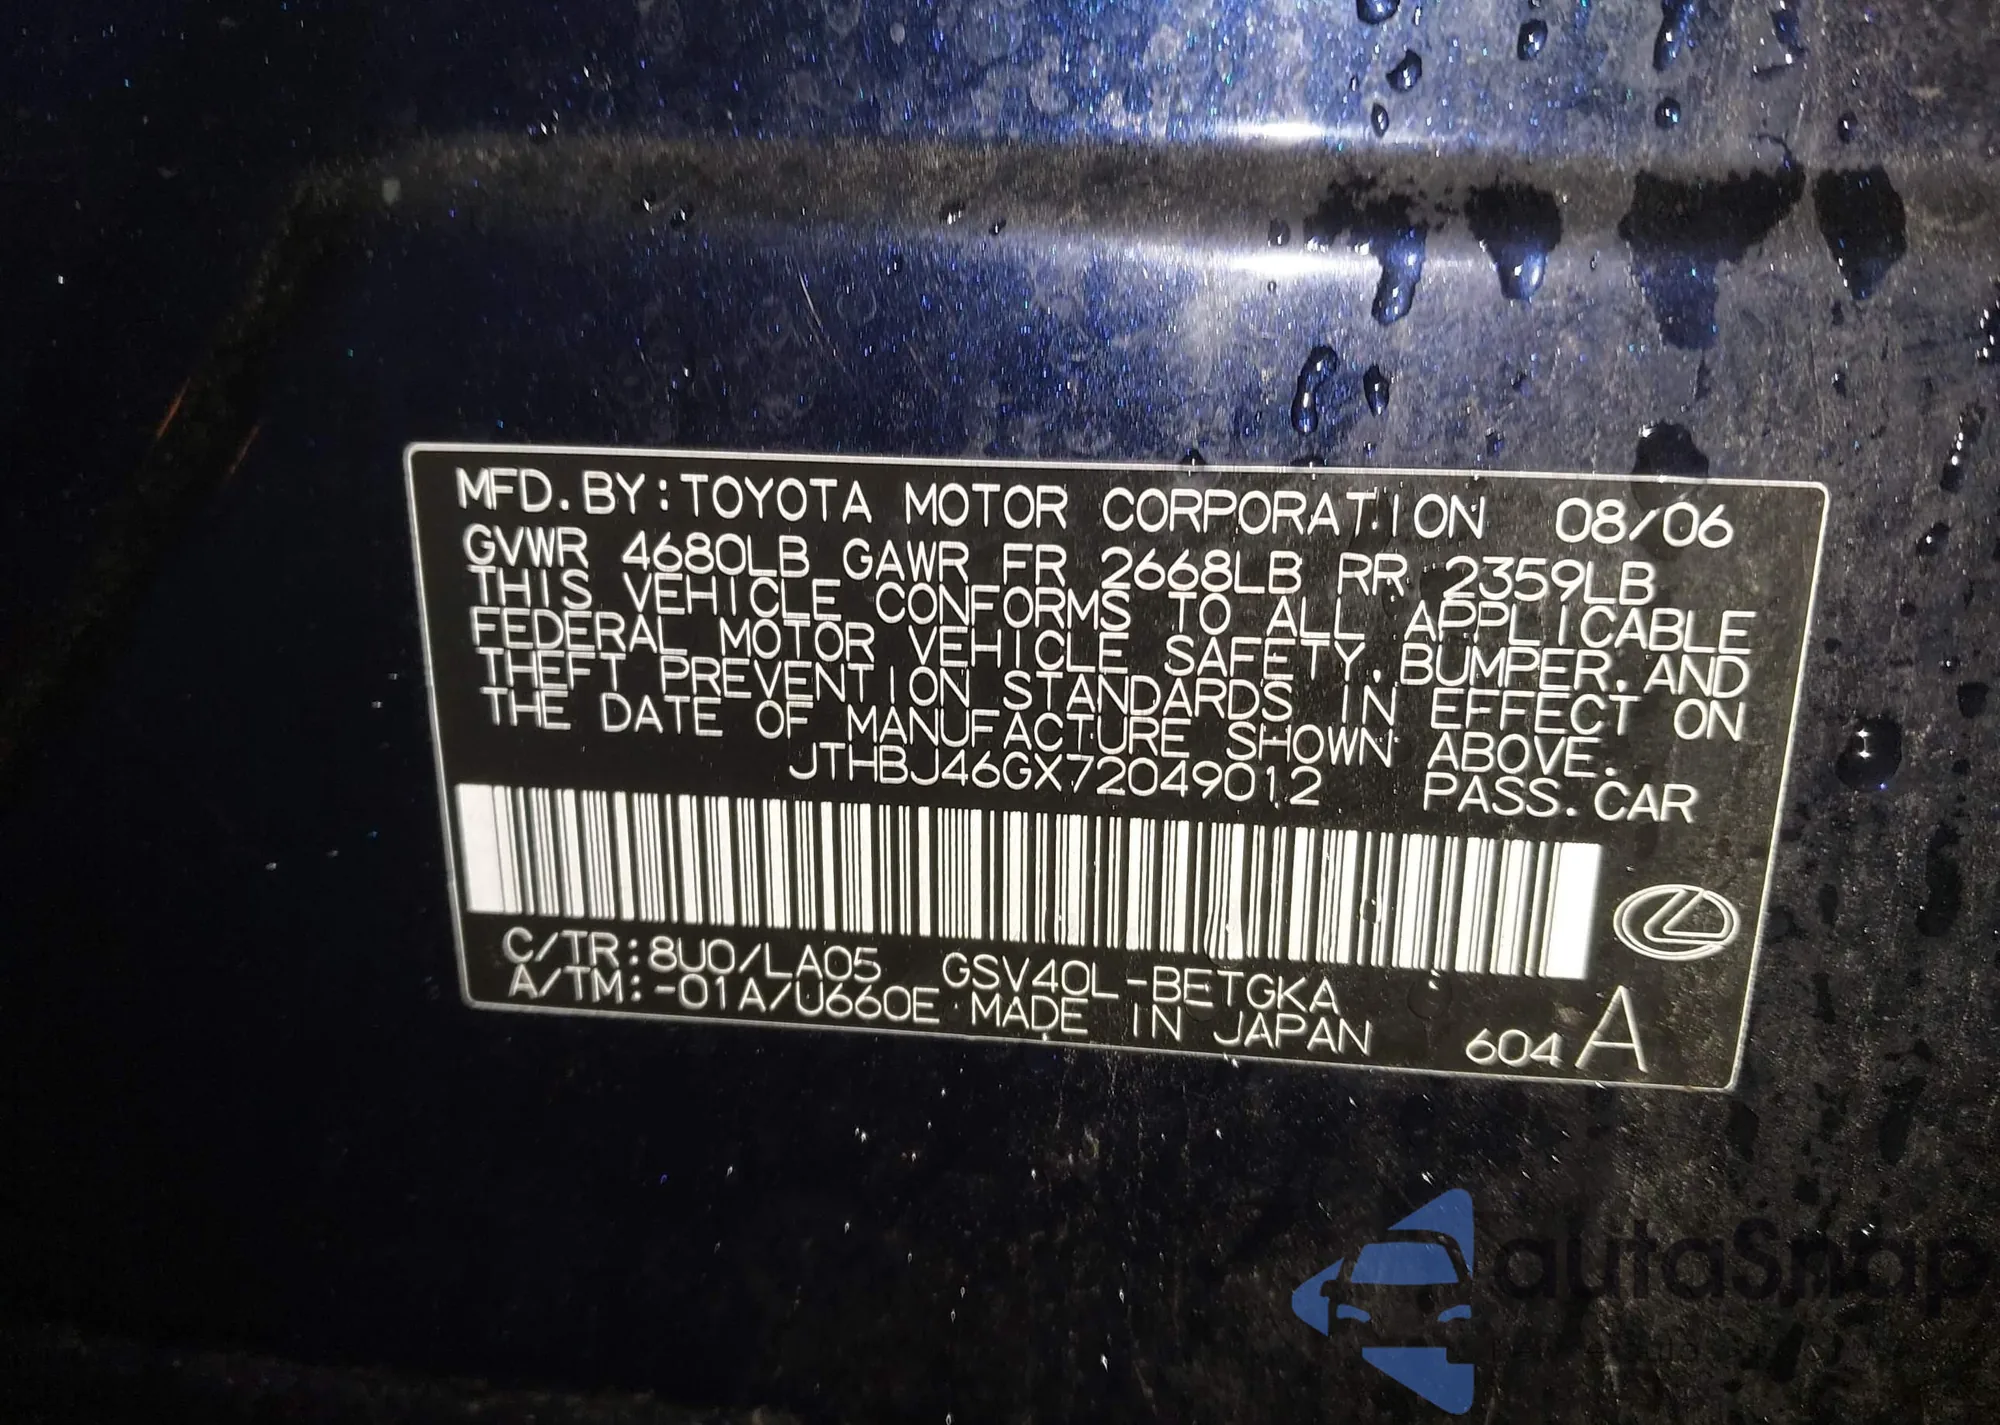 MFD.BY:TOYOTA MOTOR CORPORATION 08/06
GVWR 4680LB GAWR FR 2668LB RR 2359LB
THIS VEHICLE CONFORMS TO ALL APPLICABLE
FEDERAL MOTOR VEHICLE SAFETY,BUMPER,AND
THEFT PREVENTION STANDARDS IN EFFECT ON
THE DATE OF MANUFACTURE SHOWN ABOVE.
JTHBJ46GX72049012 PASS.CAR
C/TR:8U0/LA05 GSV40L-BETGKA
A/TM:-01A/U660E MADE IN JAPAN 604 A
autasnap